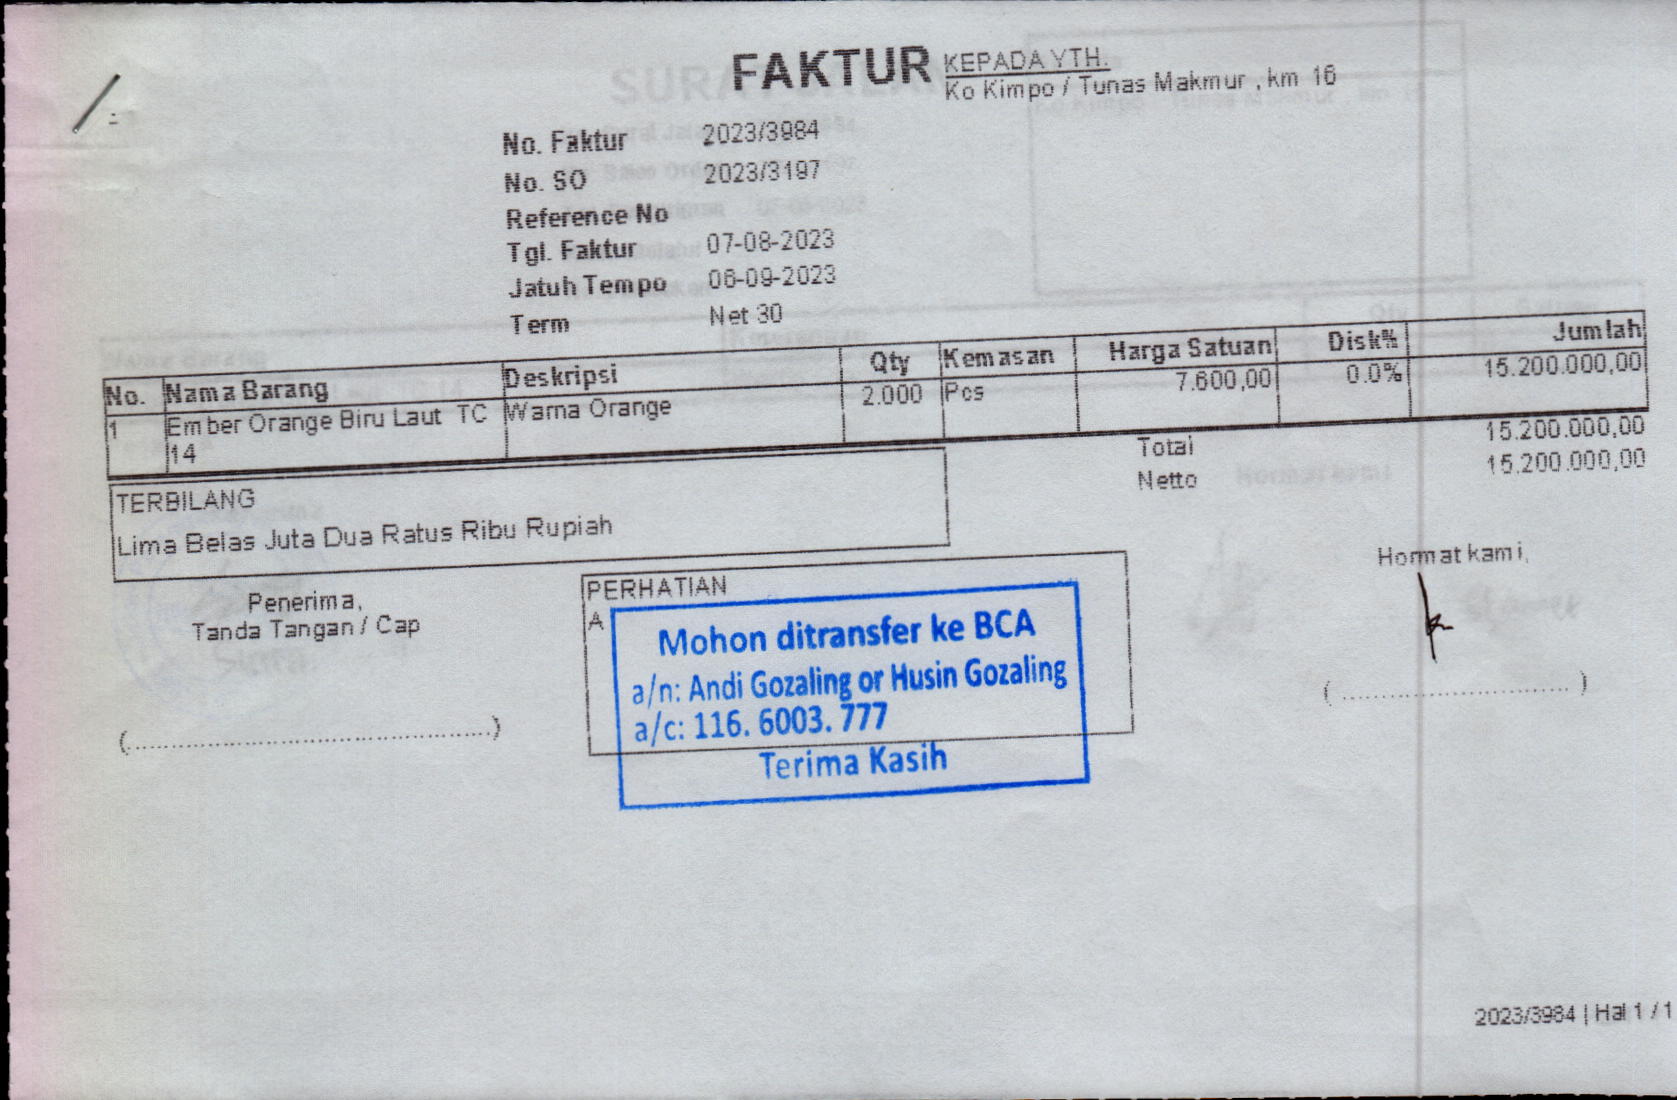 FAKTUR
KEPADA YTH.
Ko Kimpo / Tunas Makmur , km 16
No. Faktur 2023/3984
No. SO 2023/3197
Reference No
Tgl. Faktur 07-08-2023
Jatuh Tempo 06-09-2023
Term Net 30
No. Nama Barang Deskripsi Qty Kemasan Harga Satuan Disk% Jumlah
1 Ember Orange Biru Laut TC Warna Orange 2.000 Pcs 7.600,00 0.0% 15.200.000,00
14
Total 15.200.000,00
Netto 15.200.000,00
TERBILANG
Lima Belas Juta Dua Ratus Ribu Rupiah
Penerima,
Tanda Tangan / Cap
(..............................................)
PERHATIAN
A
Mohon ditransfer ke BCA
a/n: Andi Gozaling or Husin Gozaling
a/c: 116. 6003. 777
Terima Kasih
Hormat kami,
( ............................. )
2023/3984 | Hal 1 / 1